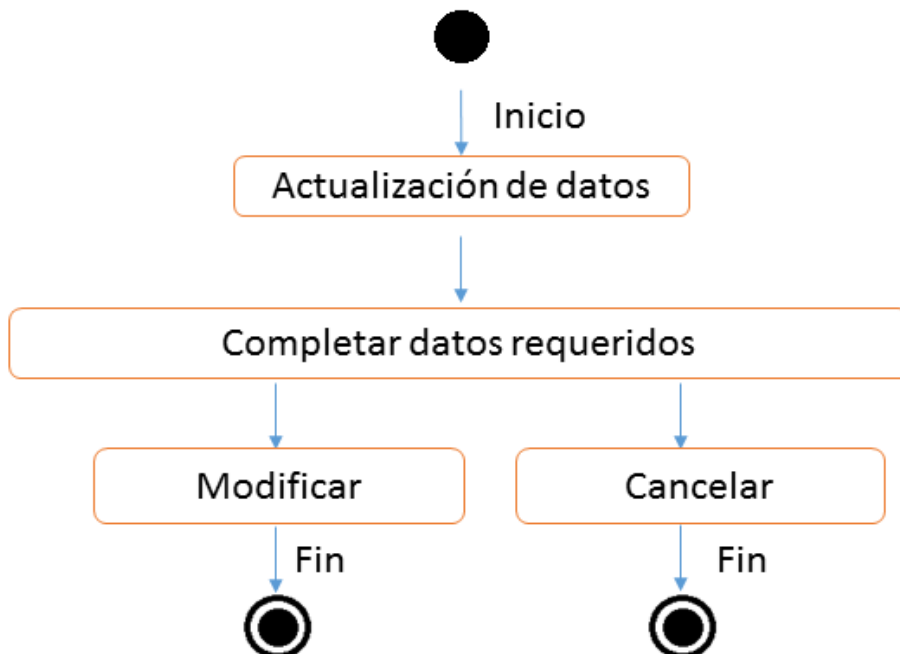 Inicio
Actualización de datos
Completar datos requeridos
Modificar
Cancelar
Fin
Fin